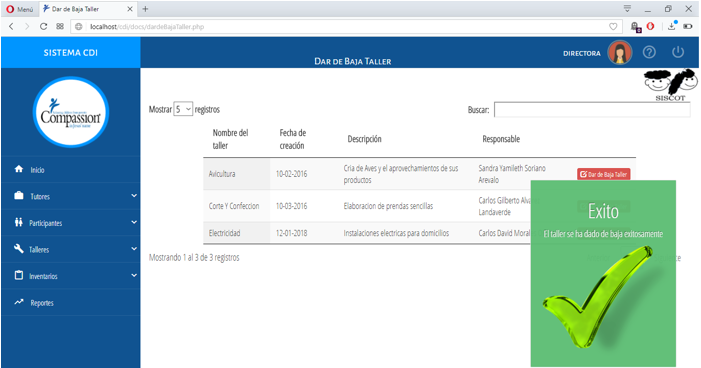 Menú
Dar de Baja Taller
localhost/cdi/docs/dardeBajaTaller.php
SISTEMA CDI
DAR DE BAJA TALLER
DIRECTORA
Compassion
SISCOT
Mostrar 5 registros
Buscar:
Nombre del taller Fecha de creación Descripción Responsable
Avicultura 10-02-2016 Cria de Aves y el aprovechamientos de sus productos Sandra Yamileth Soriano Arevalo Dar de Baja Taller
Corte Y Confeccion 10-03-2016 Elaboracion de prendas sencillas Carlos Gilberto Landaverde
Electricidad 12-01-2018 Instalaciones electricas para domicilios Carlos David
Mostrando 1 al 3 de 3 registros
Inicio
Tutores
Participantes
Talleres
Inventarios
Reportes
Exito
El taller se ha dado de baja exitosamente